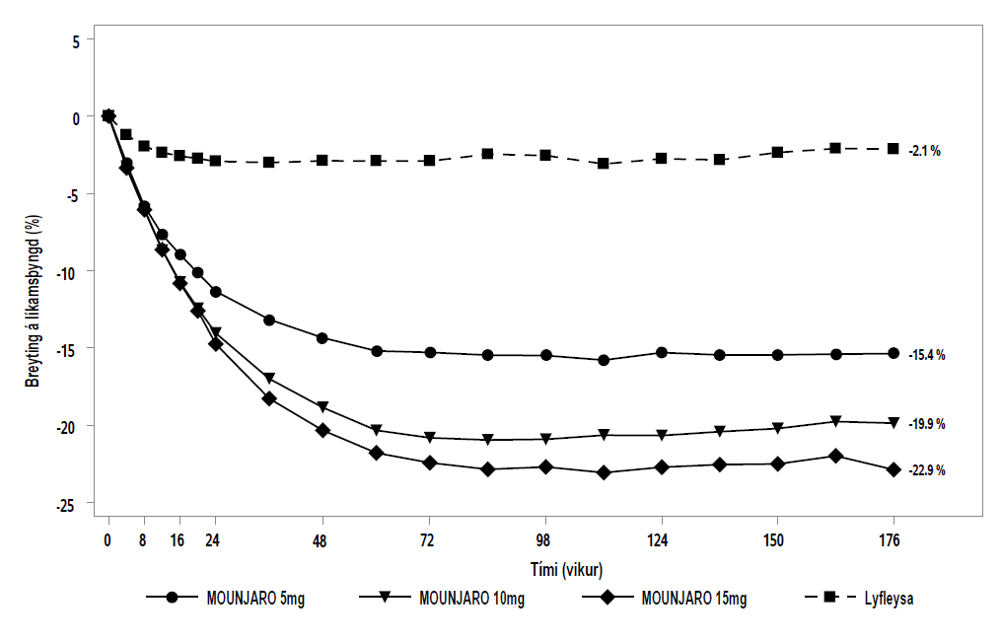 5
0
-5
-10
-15
-20
-25
Breyting á líkamsþyngd (%)
-2.1 %
-15.4 %
-19.9 %
-22.9 %
0 8 16 24 48 72 98 124 150 176
Tími (vikur)
MOUNJARO 5mg MOUNJARO 10mg MOUNJARO 15mg Lyfleysa